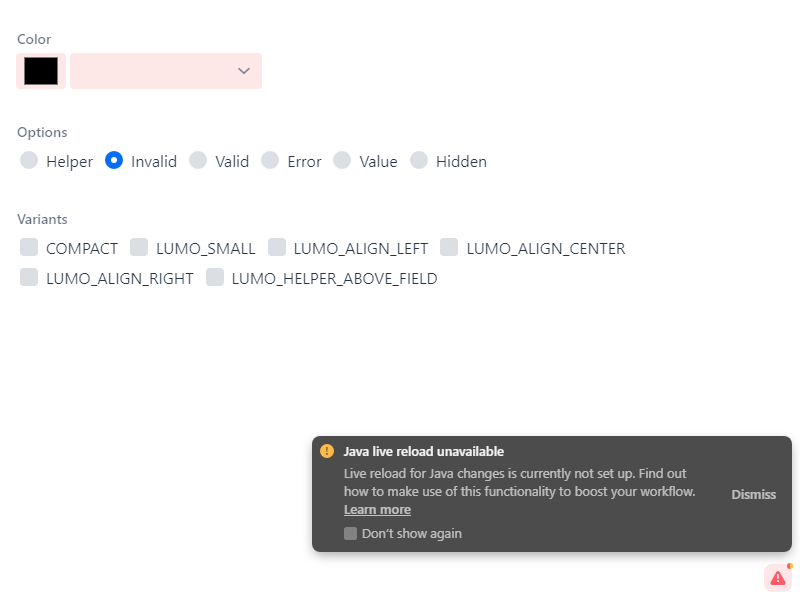 Color
Options
Helper Invalid Valid Error Value Hidden
Variants
COMPACT LUMO_SMALL LUMO_ALIGN_LEFT LUMO_ALIGN_CENTER
LUMO_ALIGN_RIGHT LUMO_HELPER_ABOVE_FIELD
Java live reload unavailable
Live reload for Java changes is currently not set up. Find out
how to make use of this functionality to boost your workflow.
Learn more
Dismiss
Don't show again